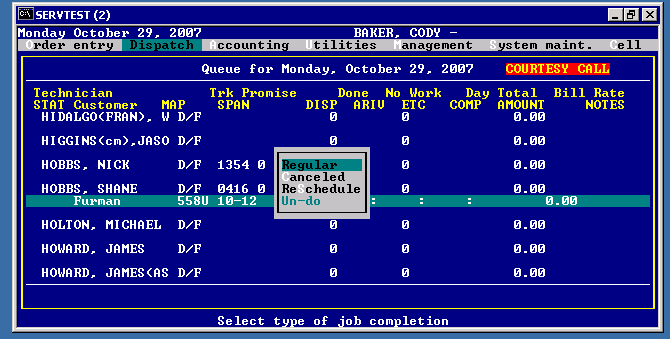 SERVTEST (2)
Monday October 29, 2007 BAKER, CODY -
Order entry Dispatch Accounting Utilities Management System maint. Cell
Queue for Monday, October 29, 2007 COURTESY CALL
Technician Trk Promise Done No Work Day Total Bill Rate
STAT Customer MAP SPAN DISP ARIV ETC COMP AMOUNT NOTES
HIDALGO(FRAN), W D/F 0 0 0.00
HIGGINS(cm),JASO D/F 0 0 0.00
HOBBS, NICK D/F 1354 0 0 0.00
HOBBS, SHANE D/F 0416 0 0 0.00
Furman 558U 10-12 : : : 0.00
HOLTON, MICHAEL D/F 0 0 0.00
HOWARD, JAMES D/F 0 0 0.00
HOWARD, JAMES(AS D/F 0 0 0.00
Regular
Canceled
ReSchedule
Un-do
Select type of job completion